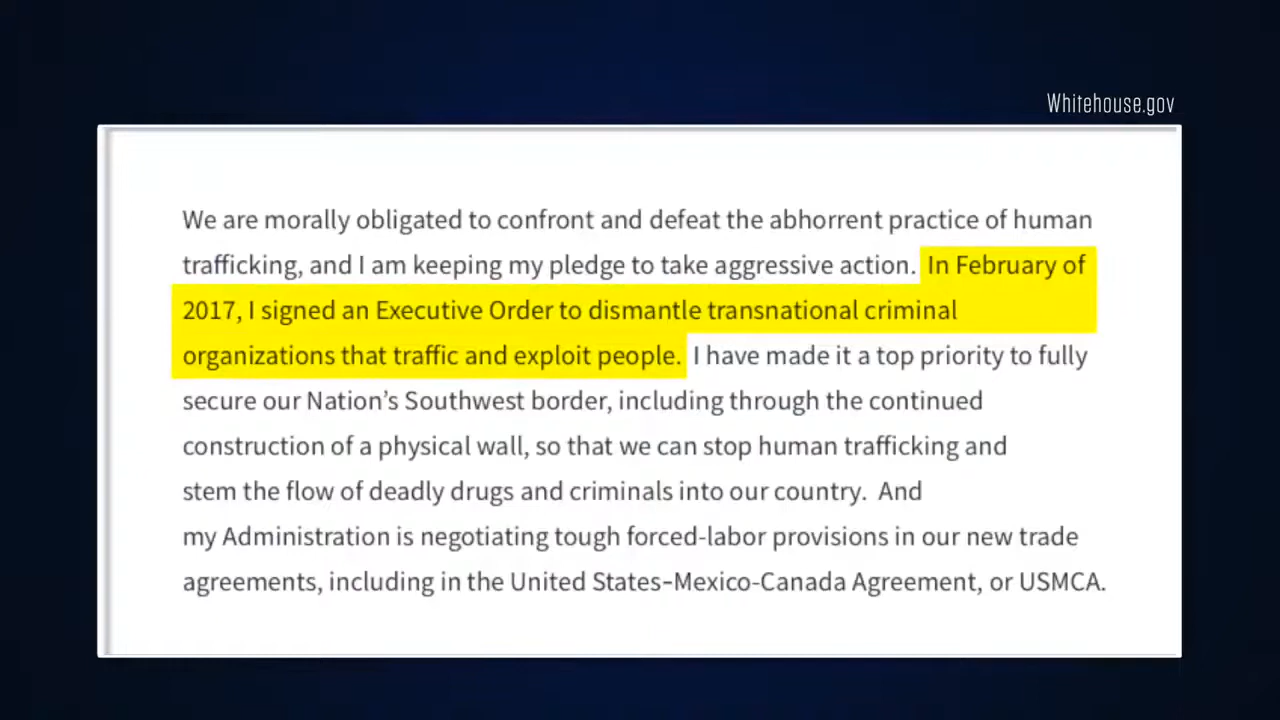 Whitehouse.gov
We are morally obligated to confront and defeat the abhorrent practice of human
trafficking, and I am keeping my pledge to take aggressive action. In February of
2017, I signed an Executive Order to dismantle transnational criminal
organizations that traffic and exploit people. I have made it a top priority to fully
secure our Nation’s Southwest border, including through the continued
construction of a physical wall, so that we can stop human trafficking and
stem the flow of deadly drugs and criminals into our country.  And
my Administration is negotiating tough forced-labor provisions in our new trade
agreements, including in the United States-Mexico-Canada Agreement, or USMCA.